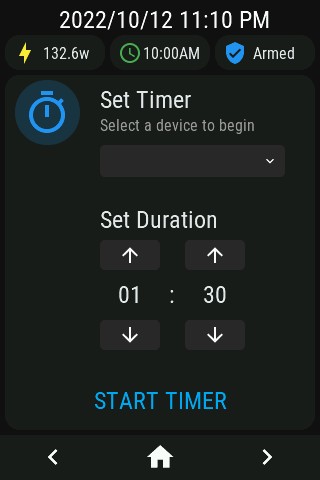 2022/10/12 11:10 PM
132.6w 10:00AM Armed
Set Timer
Select a device to begin
Set Duration
01 : 30
START TIMER